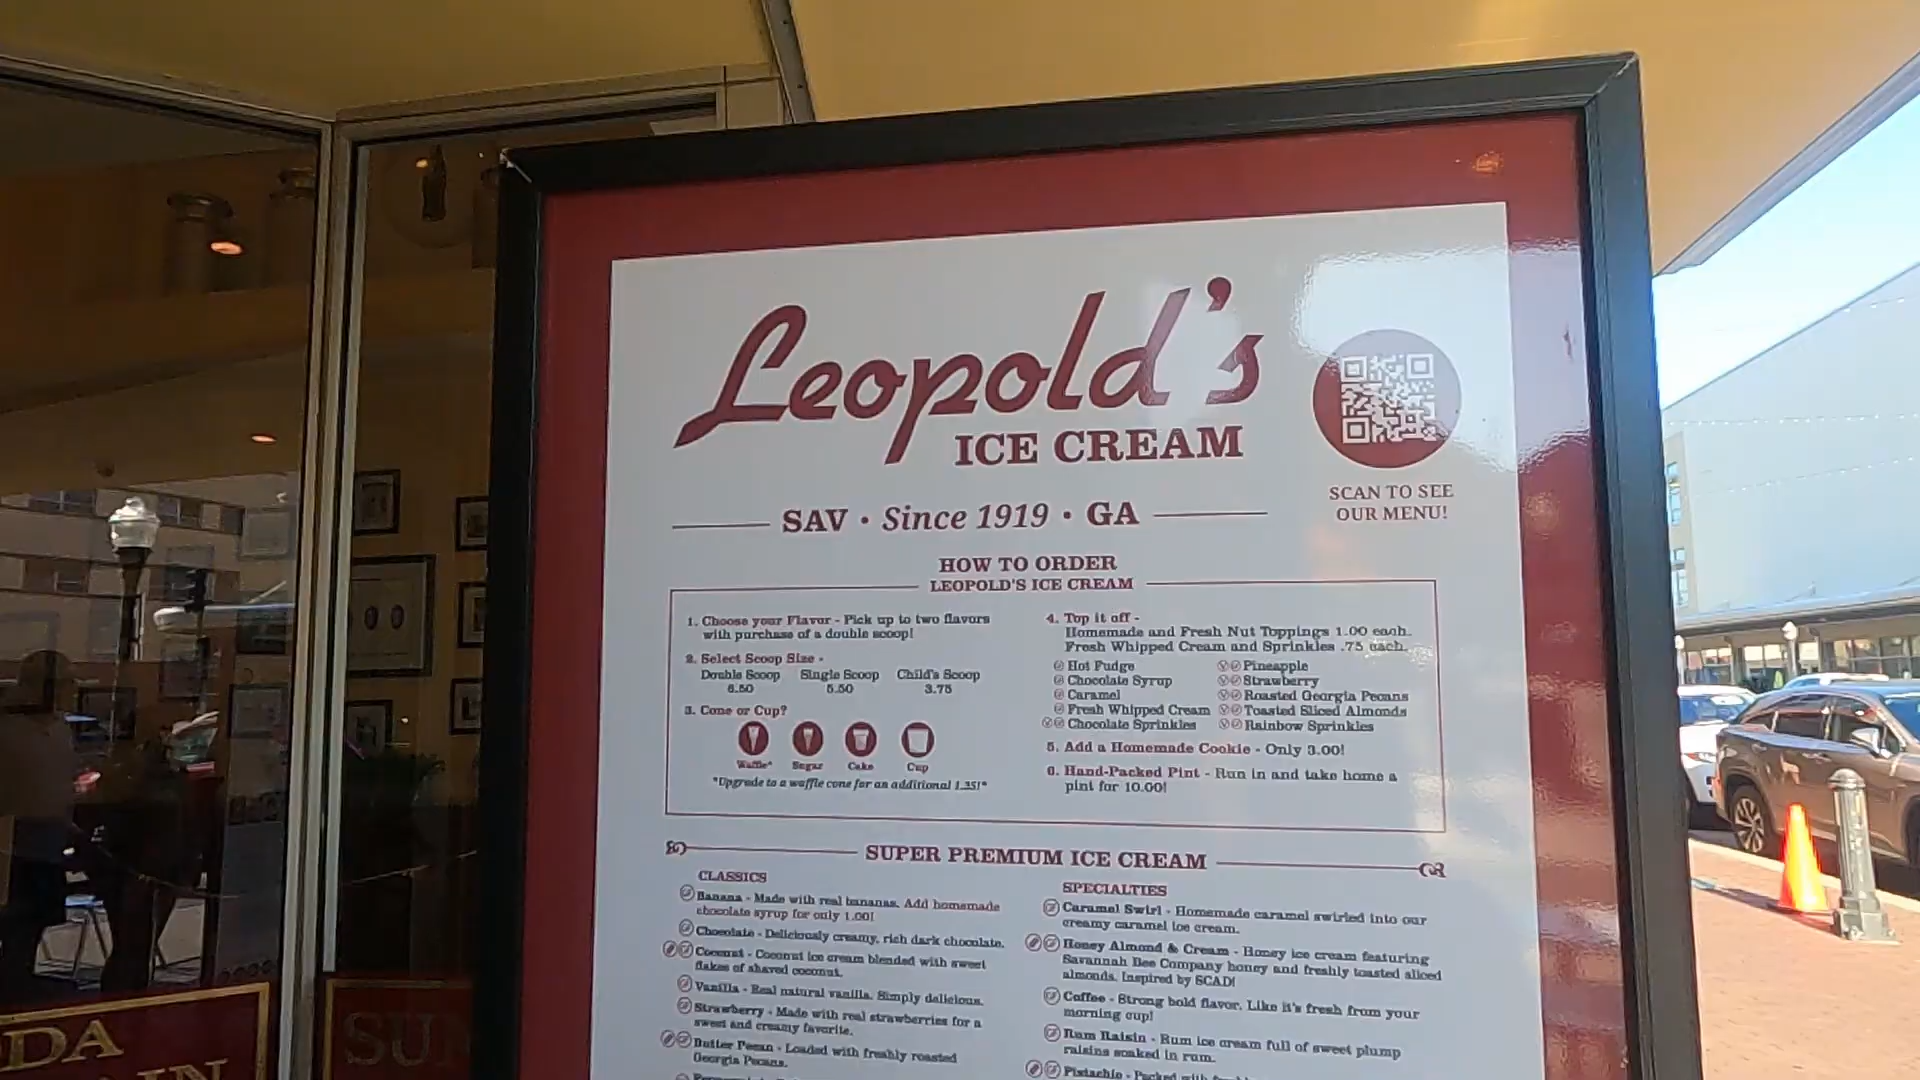 Leopold's
ICE CREAM
SCAN TO SEE
OUR MENU!
SAV • Since 1919 • GA
HOW TO ORDER
LEOPOLD'S ICE CREAM
1. Choose your Flavor - Pick up to two flavors
with purchase of a double scoop!
2. Select Scoop Size -
Double Scoop Single Scoop Child's Scoop
6.50 5.50 3.75
3. Cone or Cup?
Waffle* Sugar Cake Cup
*Upgrade to a waffle cone for an additional 1.35!*
4. Top it off -
Homemade and Fresh Nut Toppings 1.00 each.
Fresh Whipped Cream and Sprinkles .75 each.
Hot Fudge
Chocolate Syrup
Caramel
Fresh Whipped Cream
Chocolate Sprinkles
Pineapple
Strawberry
Roasted Georgia Pecans
Toasted Sliced Almonds
Rainbow Sprinkles
5. Add a Homemade Cookie - Only 3.00!
6. Hand-Packed Pint - Run in and take home a
pint for 10.00!
SUPER PREMIUM ICE CREAM
CLASSICS
Banana - Made with real bananas. Add homemade
chocolate syrup for only 1.00!
Chocolate - Deliciously creamy, rich dark chocolate.
Coconut - Coconut ice cream blended with sweet
flakes of shaved coconut.
Vanilla - Real natural vanilla. Simply delicious.
Strawberry - Made with real strawberries for a
sweet and creamy favorite.
Butter Pecan - Loaded with freshly roasted
Georgia Pecans.
SPECIALTIES
Caramel Swirl - Homemade caramel swirled into our
creamy caramel ice cream.
Honey Almond & Cream - Honey ice cream featuring
Savannah Bee Company honey and freshly toasted sliced
almonds. Inspired by SCAD!
Coffee - Strong bold flavor. Like it's fresh from your
morning cup!
Rum Raisin - Rum ice cream full of sweet plump
raisins soaked in rum.
Pistachio - Packed with
DA
IN
SUN